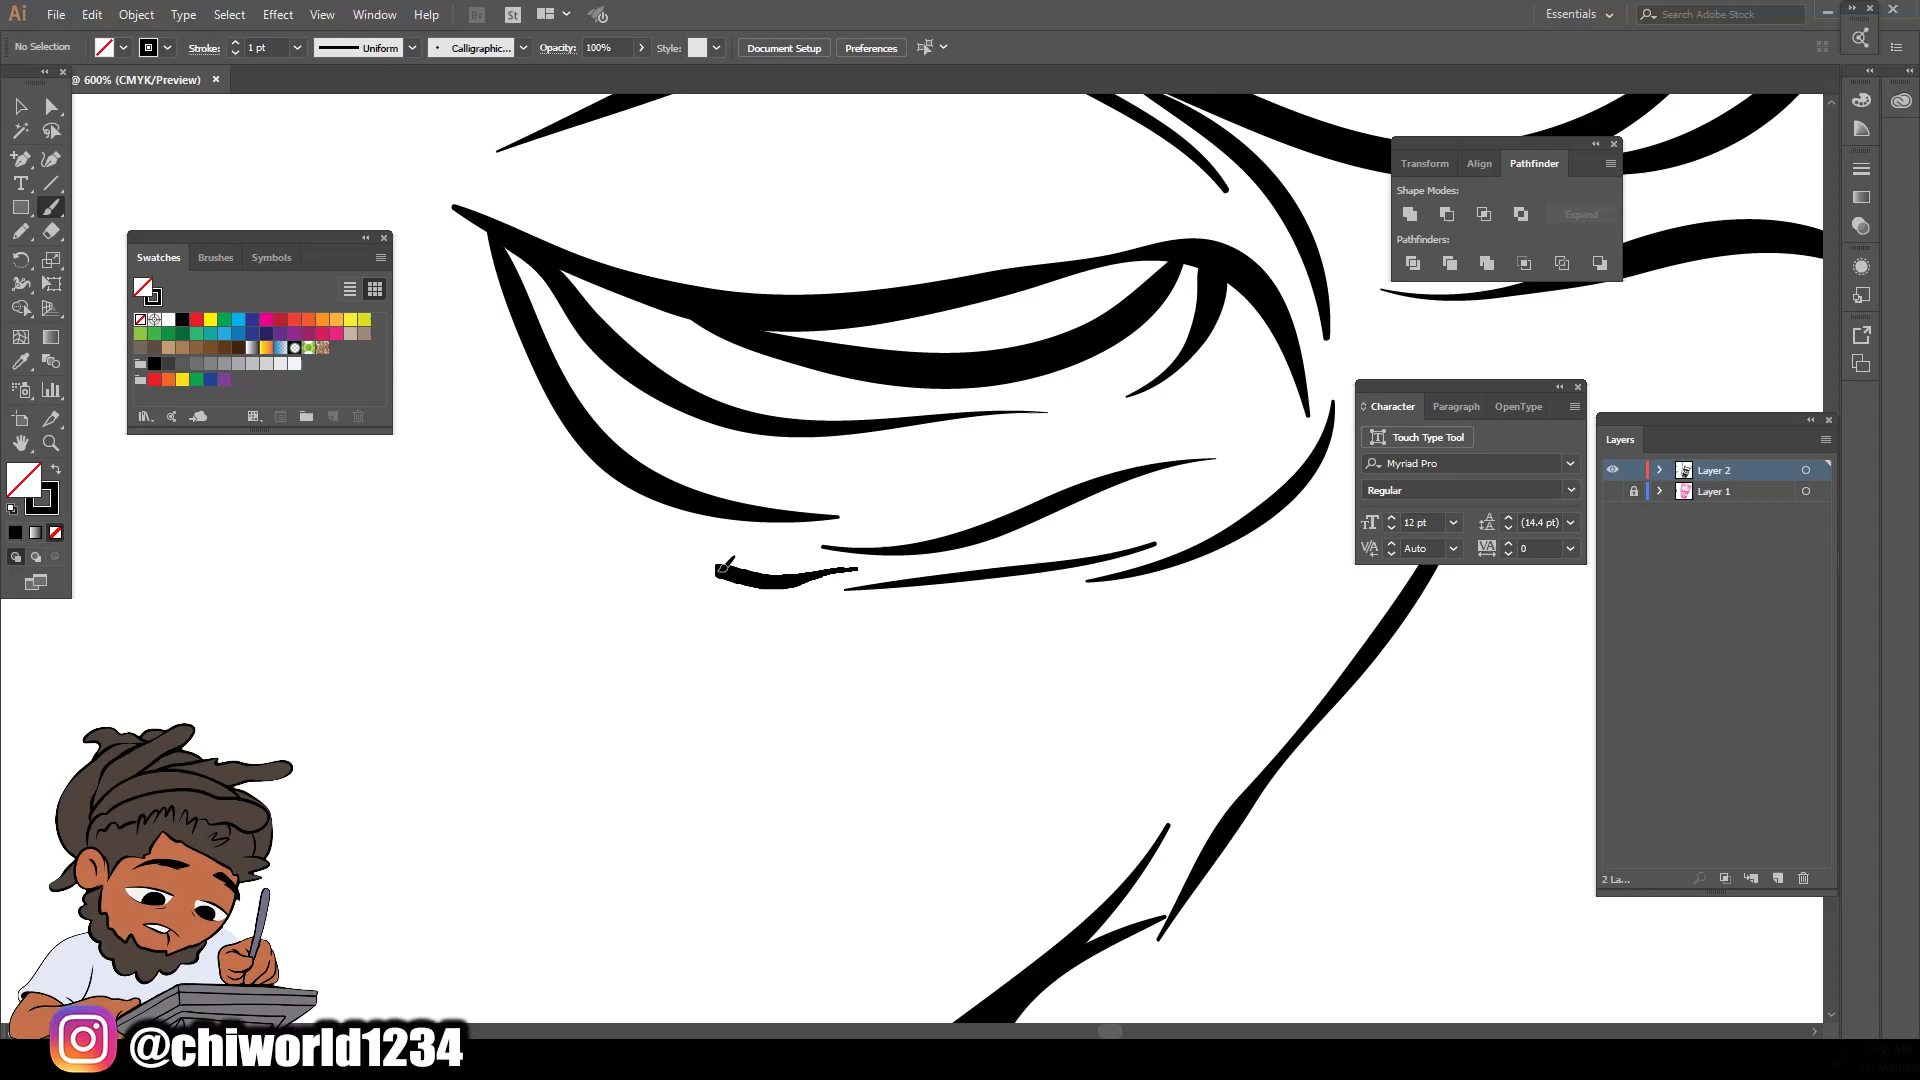 Ai File Edit Object Type Select Effect View Window Help Br St Essentials Search Adobe Stock
No Selection Stroke: 1 pt Uniform Calligraphic... Opacity: 100% Style: Document Setup Preferences
@ 600% (CMYK/Preview)
Transform Align Pathfinder
Shape Modes:
Expand
Pathfinders:
Swatches Brushes Symbols
Character Paragraph OpenType
Touch Type Tool
Myriad Pro
Regular
12 pt (14.4 pt)
Auto 0
Layers
Layer 2
Layer 1
2 La...
@chiworld1234